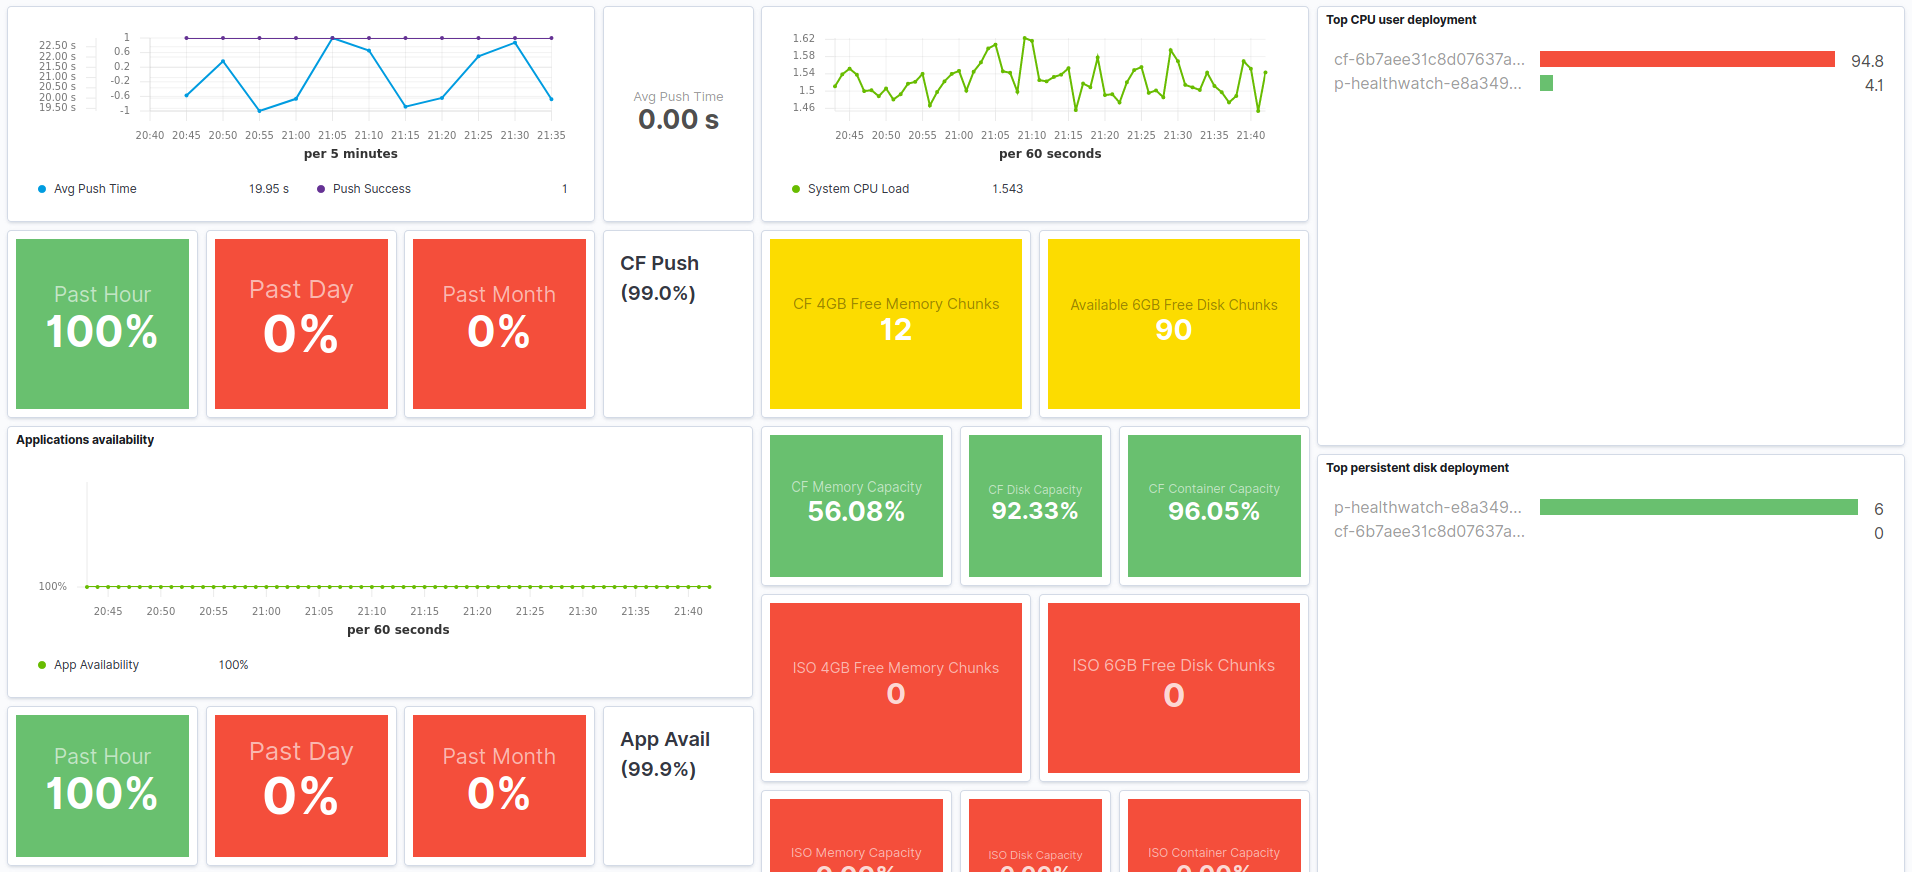 22.50 s
22.00 s
21.50 s
21.00 s
20.50 s
20.00 s
19.50 s
1
0.6
0.2
-0.2
-0.6
-1
20:40 20:45 20:50 20:55 21:00 21:05 21:10 21:15 21:20 21:25 21:30 21:35
per 5 minutes
Avg Push Time 19.95 s Push Success 1
Avg Push Time
0.00 s
1.62
1.58
1.54
1.5
1.46
20:45 20:50 20:55 21:00 21:05 21:10 21:15 21:20 21:25 21:30 21:35 21:40
per 60 seconds
System CPU Load 1.543
Top CPU user deployment
cf-6b7aee31c8d07637a... 94.8
p-healthwatch-e8a349... 4.1
Past Hour
100%
Past Day
0%
Past Month
0%
CF Push
(99.0%)
CF 4GB Free Memory Chunks
12
Available 6GB Free Disk Chunks
90
Applications availability
100%
20:45 20:50 20:55 21:00 21:05 21:10 21:15 21:20 21:25 21:30 21:35 21:40
per 60 seconds
App Availability 100%
CF Memory Capacity
56.08%
CF Disk Capacity
92.33%
CF Container Capacity
96.05%
Top persistent disk deployment
p-healthwatch-e8a349... 6
cf-6b7aee31c8d07637a... 0
ISO 4GB Free Memory Chunks
0
ISO 6GB Free Disk Chunks
0
Past Hour
100%
Past Day
0%
Past Month
0%
App Avail
(99.9%)
ISO Memory Capacity
0.00%
ISO Disk Capacity
0.00%
ISO Container Capacity
0.00%